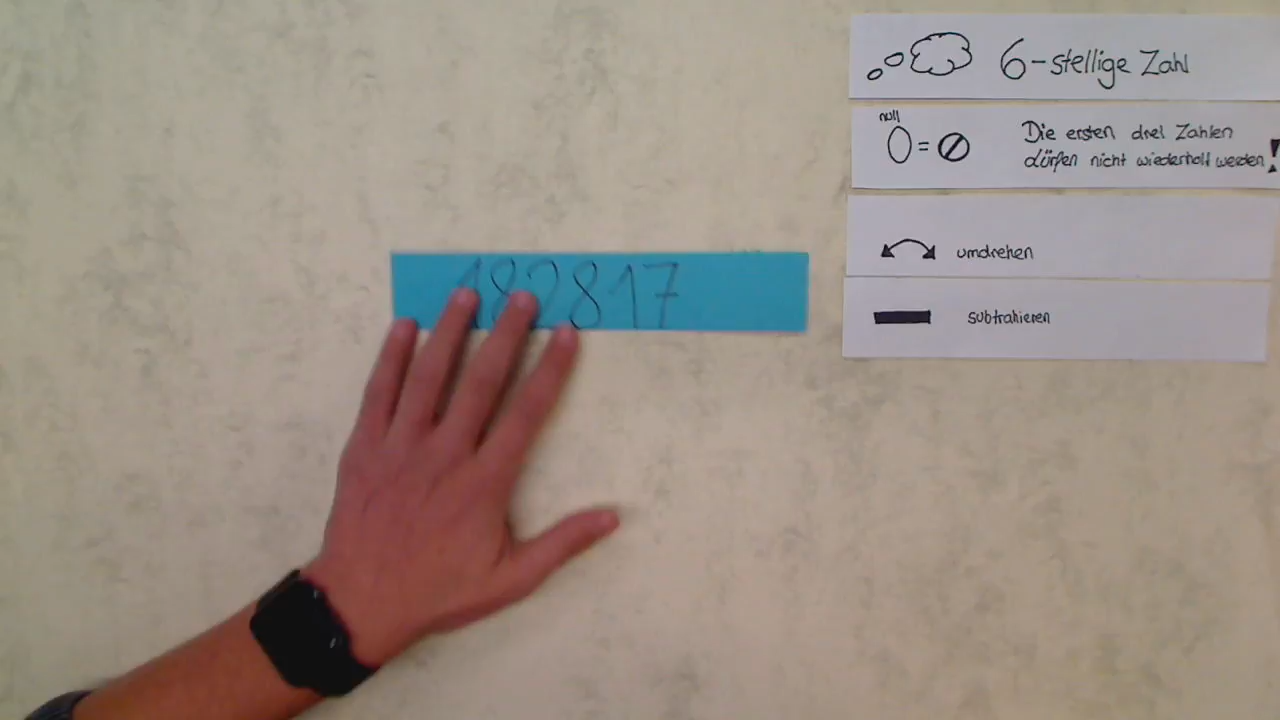 6-stellige Zahl
null
0 =
Die ersten drei Zahlen
dürfen nicht wiederholt werden!
umdrehen
subtrahieren
182817